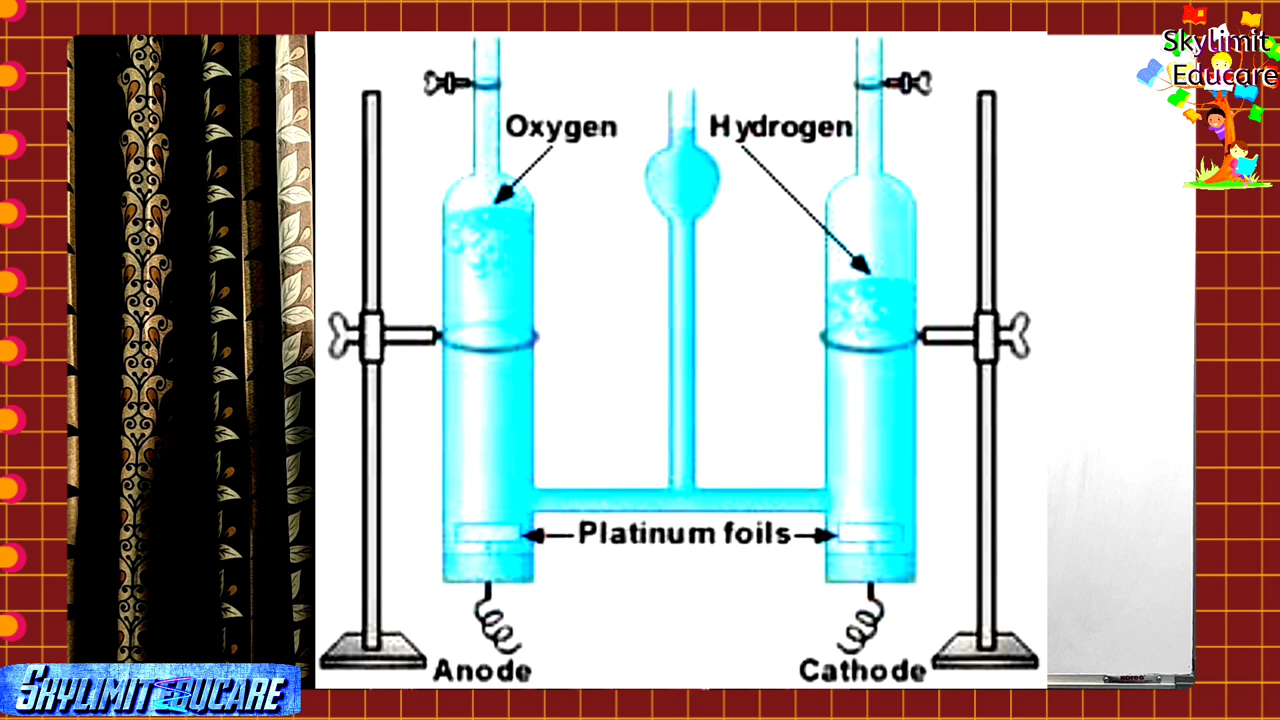 Skylimit
Educare
Oxygen
Hydrogen
Platinum foils
Anode
Cathode
SKYLIMIT EDUCARE